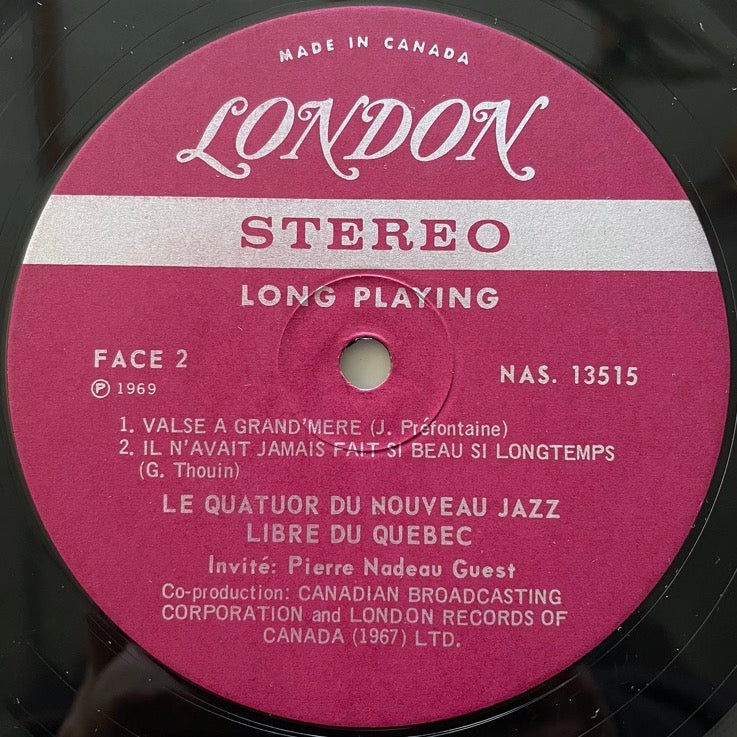 MADE IN CANADA
LONDON
STEREO
LONG PLAYING
FACE 2
NAS. 13515
Ⓟ 1969
1. VALSE A GRAND'MERE (J. Préfontaine)
2. IL N'AVAIT JAMAIS FAIT SI BEAU SI LONGTEMPS
(G. Thouin)
LE QUATUOR DU NOUVEAU JAZZ
LIBRE DU QUEBEC
Invité: Pierre Nadeau Guest
Co-production: CANADIAN BROADCASTING
CORPORATION and LONDON RECORDS OF
CANADA (1967) LTD.